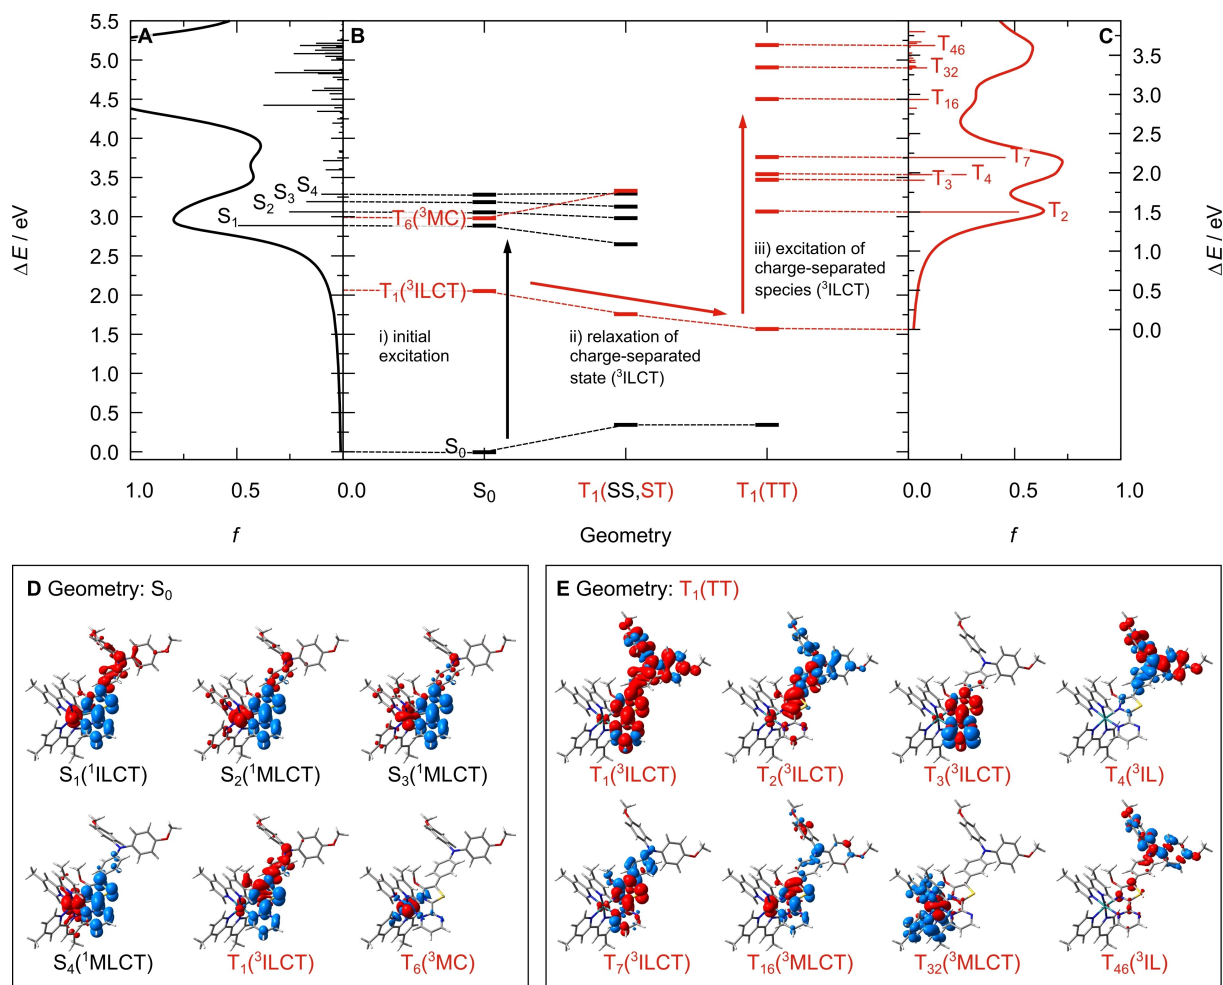 A
B
C
5.5
5.0
4.5
4.0
3.5
3.0
2.5
2.0
1.5
1.0
0.5
0.0
ΔE / eV
S₁
S₂
S₃
S₄
T₆(³MC)
T₁(³ILCT)
S₀
i) initial
excitation
ii) relaxation of
charge-separated
state (³ILCT)
iii) excitation of
charge-separated
species (³ILCT)
T₄₆
T₃₂
T₁₆
T₇
T₃
T₄
T₂
3.5
3.0
2.5
2.0
1.5
1.0
0.5
0.0
ΔE / eV
1.0
0.5
0.0
S₀
T₁(SS,ST)
T₁(TT)
0.0
0.5
1.0
f
Geometry
f
D Geometry: S₀
S₁(¹ILCT)
S₂(¹MLCT)
S₃(¹MLCT)
S₄(¹MLCT)
T₁(³ILCT)
T₆(³MC)
E Geometry: T₁(TT)
T₁(³ILCT)
T₂(³ILCT)
T₃(³ILCT)
T₄(³IL)
T₇(³ILCT)
T₁₆(³MLCT)
T₃₂(³MLCT)
T₄₆(³IL)